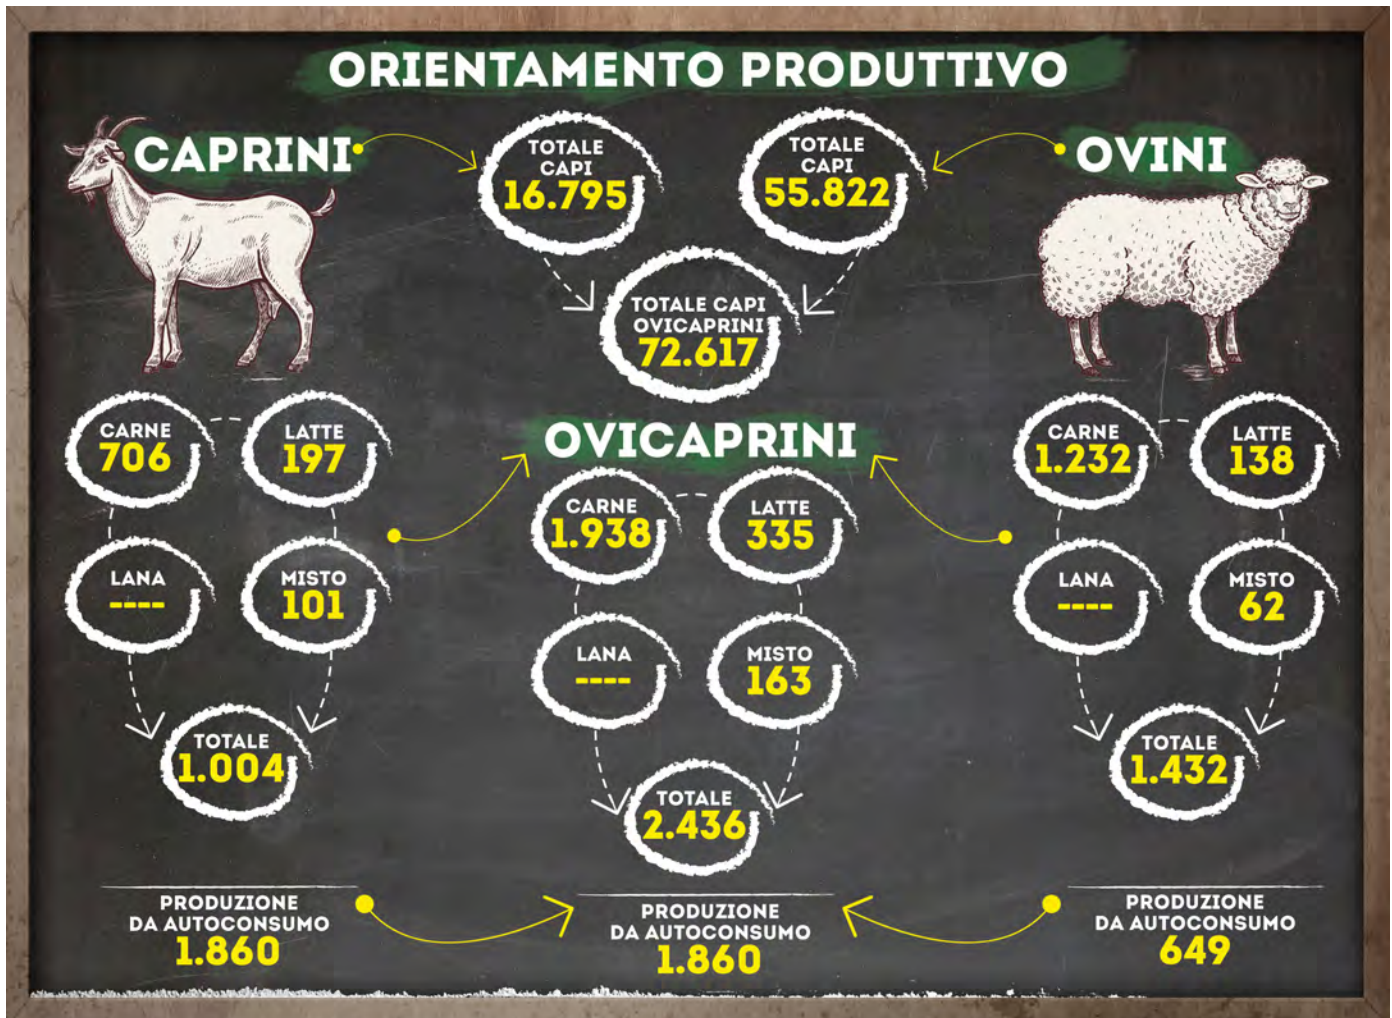 ORIENTAMENTO PRODUTTIVO
CAPRINI
TOTALE
CAPI
16.795
TOTALE
CAPI
55.822
OVINI
TOTALE CAPI
OVICAPRINI
72.617
CARNE
706
LATTE
197
LANA
----
MISTO
101
TOTALE
1.004
OVICAPRINI
CARNE
1.938
LATTE
335
LANA
----
MISTO
163
TOTALE
2.436
CARNE
1.232
LATTE
138
LANA
----
MISTO
62
TOTALE
1.432
PRODUZIONE
DA AUTOCONSUMO
1.860
PRODUZIONE
DA AUTOCONSUMO
1.860
PRODUZIONE
DA AUTOCONSUMO
649